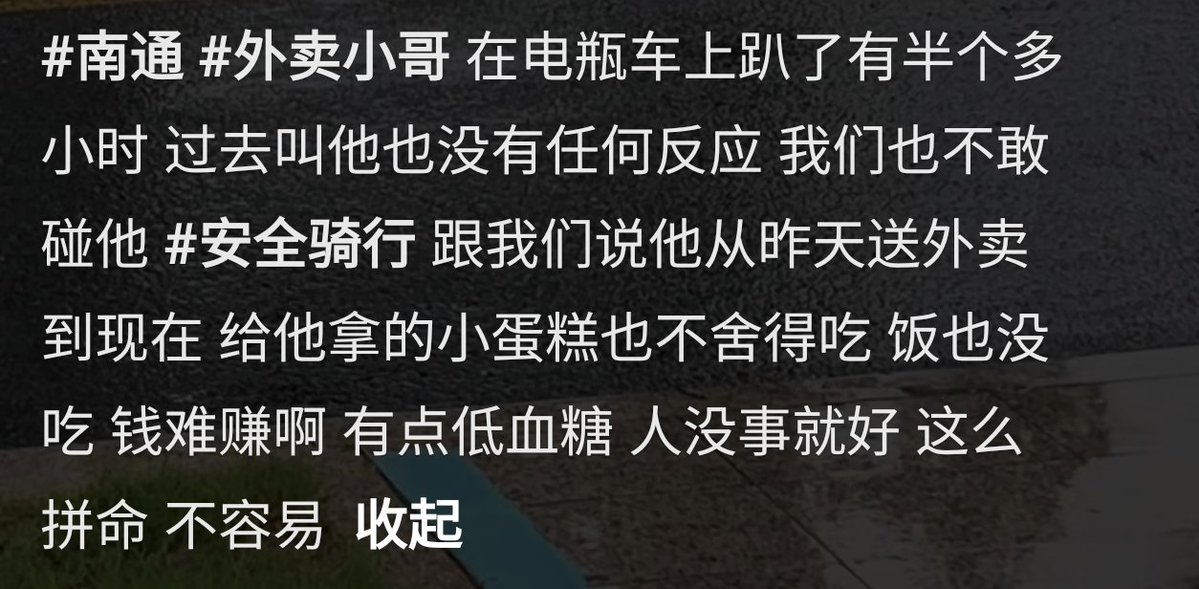 #南通 #外卖小哥 在电瓶车上趴了有半个多
小时 过去叫他也没有任何反应 我们也不敢
碰他 #安全骑行 跟我们说他从昨天送外卖
到现在 给他拿的小蛋糕也不舍得吃 饭也没
吃 钱难赚啊 有点低血糖 人没事就好 这么
拼命 不容易 收起